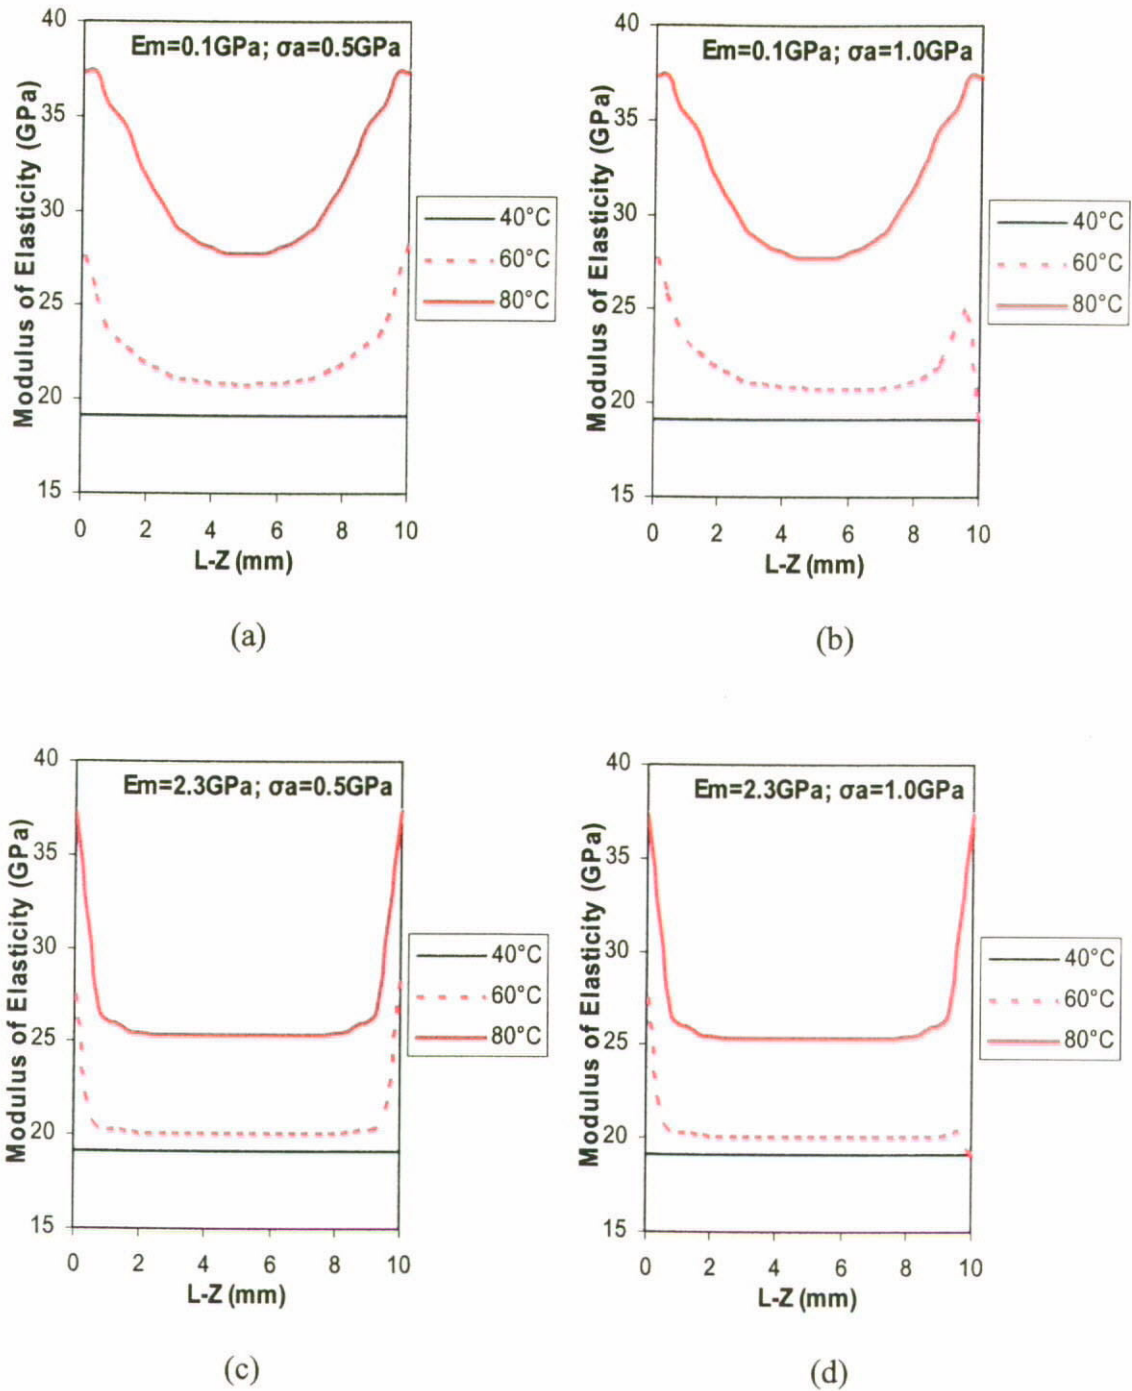 Em=0.1GPa; σa=0.5GPa
Modulus of Elasticity (GPa)
40
35
30
25
20
15
0 2 4 6 8 10
L-Z (mm)
40°C
60°C
80°C
(a)
Em=0.1GPa; σa=1.0GPa
Modulus of Elasticity (GPa)
40
35
30
25
20
15
0 2 4 6 8 10
L-Z (mm)
40°C
60°C
80°C
(b)
Em=2.3GPa; σa=0.5GPa
Modulus of Elasticity (GPa)
40
35
30
25
20
15
0 2 4 6 8 10
L-Z (mm)
40°C
60°C
80°C
(c)
Em=2.3GPa; σa=1.0GPa
Modulus of Elasticity (GPa)
40
35
30
25
20
15
0 2 4 6 8 10
L-Z (mm)
40°C
60°C
80°C
(d)